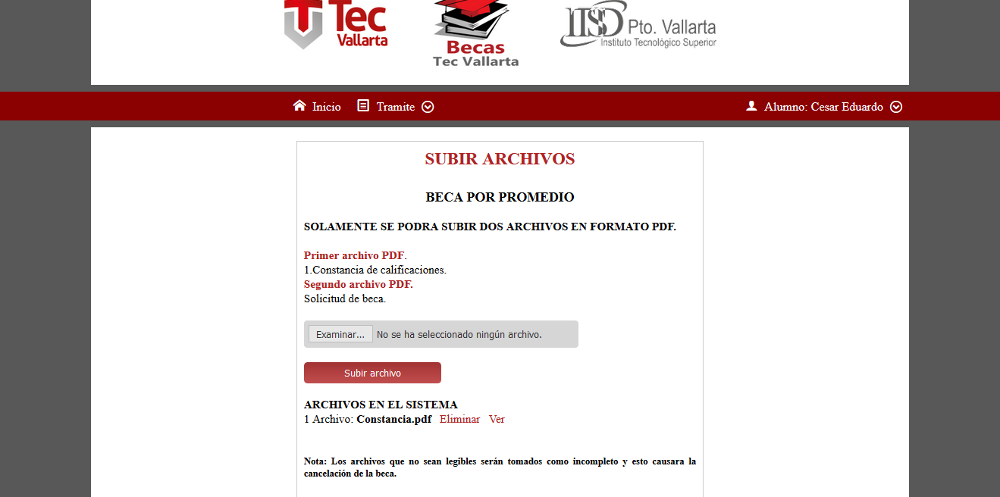 Tec
Vallarta
Becas
Tec Vallarta
ITS Pto. Vallarta
Instituto Tecnológico Superior
Inicio Tramite Alumno: Cesar Eduardo
SUBIR ARCHIVOS
BECA POR PROMEDIO
SOLAMENTE SE PODRA SUBIR DOS ARCHIVOS EN FORMATO PDF.
Primer archivo PDF.
1.Constancia de calificaciones.
Segundo archivo PDF.
Solicitud de beca.
Examinar... No se ha seleccionado ningún archivo.
Subir archivo
ARCHIVOS EN EL SISTEMA
1 Archivo: Constancia.pdf Eliminar Ver
Nota: Los archivos que no sean legibles serán tomados como incompleto y esto causara la
cancelación de la beca.